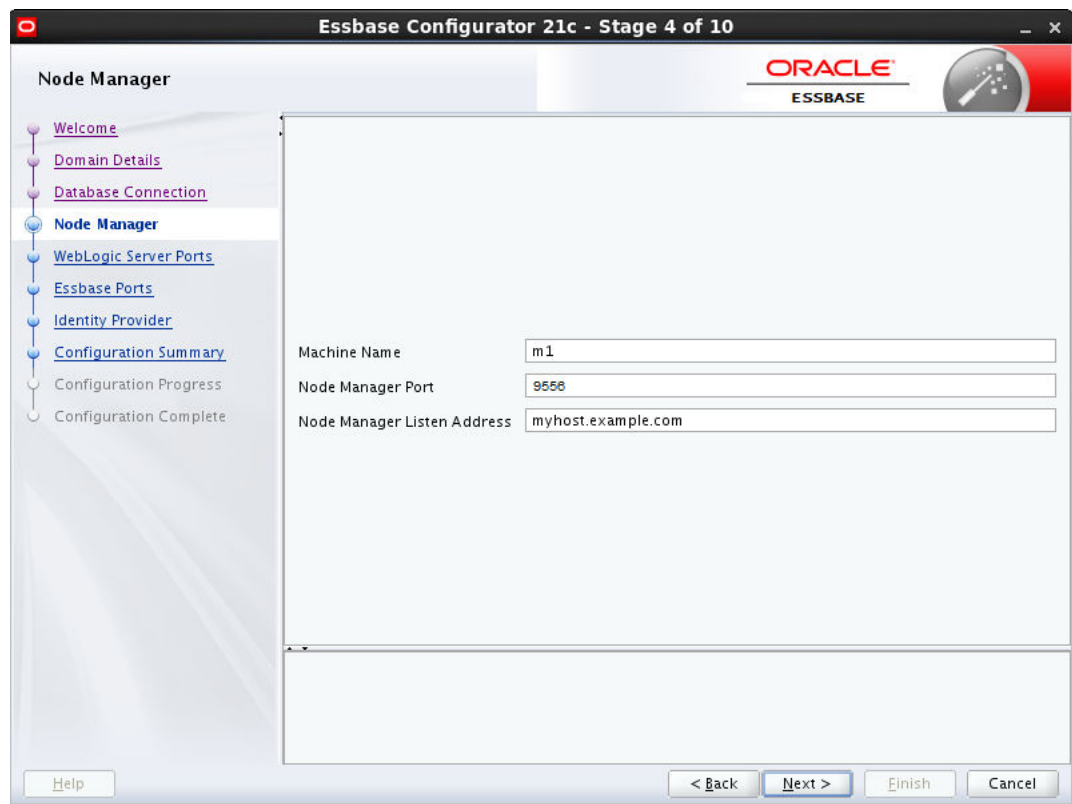 Essbase Configurator 21c - Stage 4 of 10
Node Manager
ORACLE
ESSBASE
Welcome
Domain Details
Database Connection
Node Manager
WebLogic Server Ports
Essbase Ports
Identity Provider
Configuration Summary
Configuration Progress
Configuration Complete
Machine Name m1
Node Manager Port 9556
Node Manager Listen Address myhost.example.com
Help < Back Next > Finish Cancel